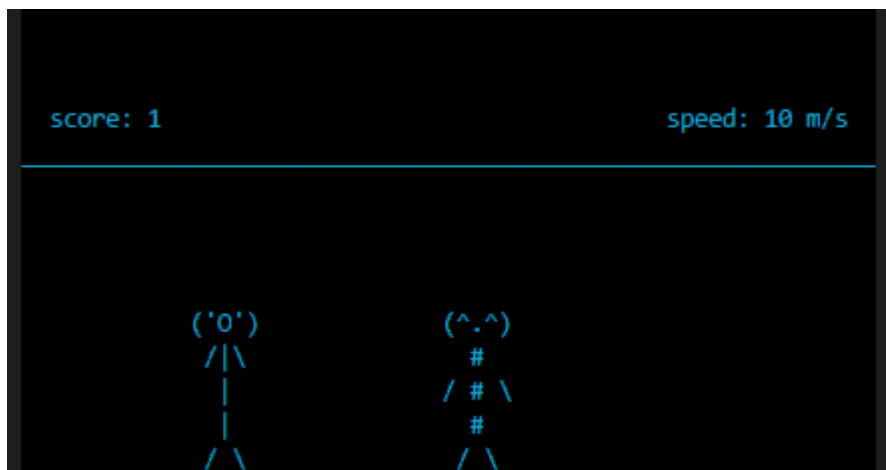 score: 1 speed: 10 m/s
('O') (^.^)
/|\ #
| / # \
| #
/ \ / \